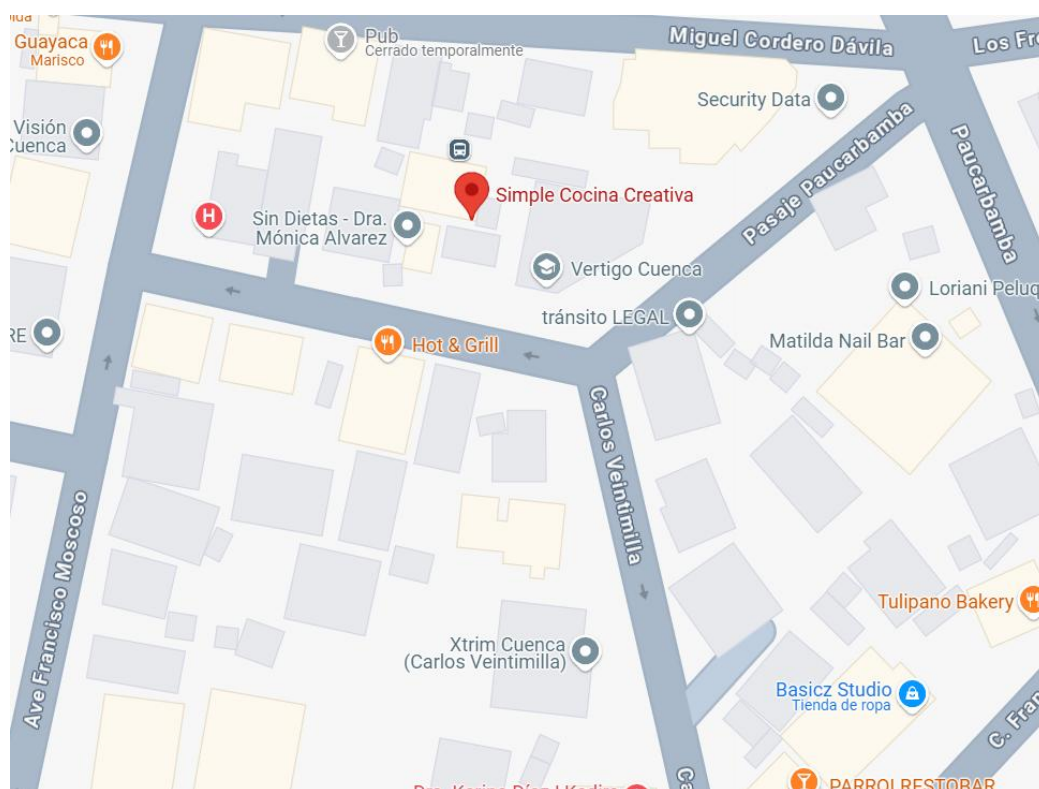 Guayaca
Marisco
Pub
Cerrado temporalmente
Miguel Cordero Dávila
Visión
Cuenca
Security Data
Pasaje Paucarbamba
Paucarbamba
H
Simple Cocina Creativa
Sin Dietas - Dra.
Mónica Alvarez
Vertigo Cuenca
tránsito LEGAL
Loriani Peluq
RE
Hot & Grill
Matilda Nail Bar
Carlos Veintimilla
Ave Francisco Moscoso
Tulipano Bakery
Xtrim Cuenca
(Carlos Veintimilla)
Basicz Studio
Tienda de ropa
PARROLRESTOBAR